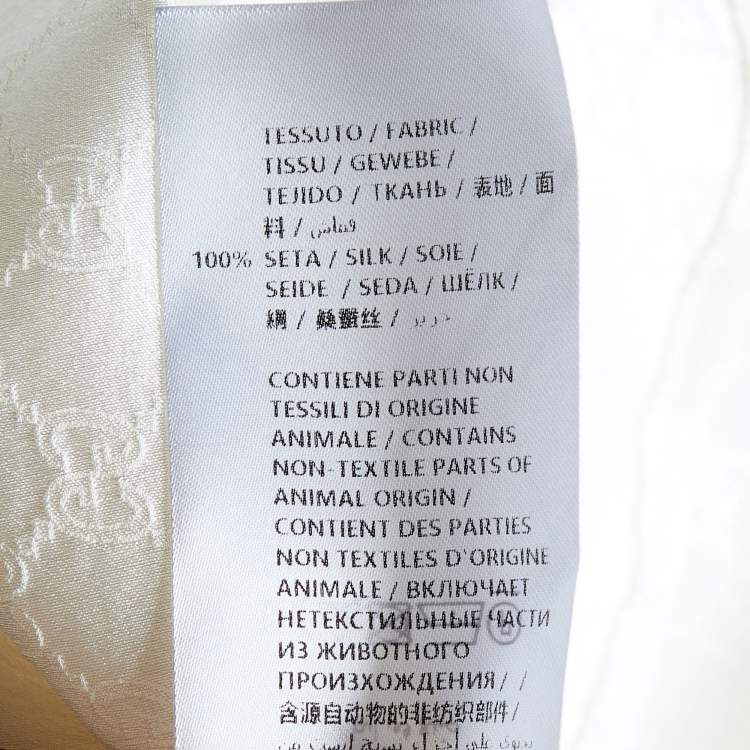 TESSUTO / FABRIC /
TISSU / GEWEBE /
TEJIDO / ТКАНЬ / 表地 / 面
料 / قماش
100% SETA / SILK / SOIE /
SEIDE / SEDA / ШЁЛК /
絹 / 桑蚕丝 / حرير
CONTIENE PARTI NON
TESSILI DI ORIGINE
ANIMALE / CONTAINS
NON-TEXTILE PARTS OF
ANIMAL ORIGIN /
CONTIENT DES PARTIES
NON TEXTILES D'ORIGINE
ANIMALE / ВКЛЮЧАЕТ
НЕТЕКСТИЛЬНЫЕ ЧАСТИ
ИЗ ЖИВОТНОГО
ПРОИЗХОЖДЕНИЯ / /
含源自动物的非纺织部件 /